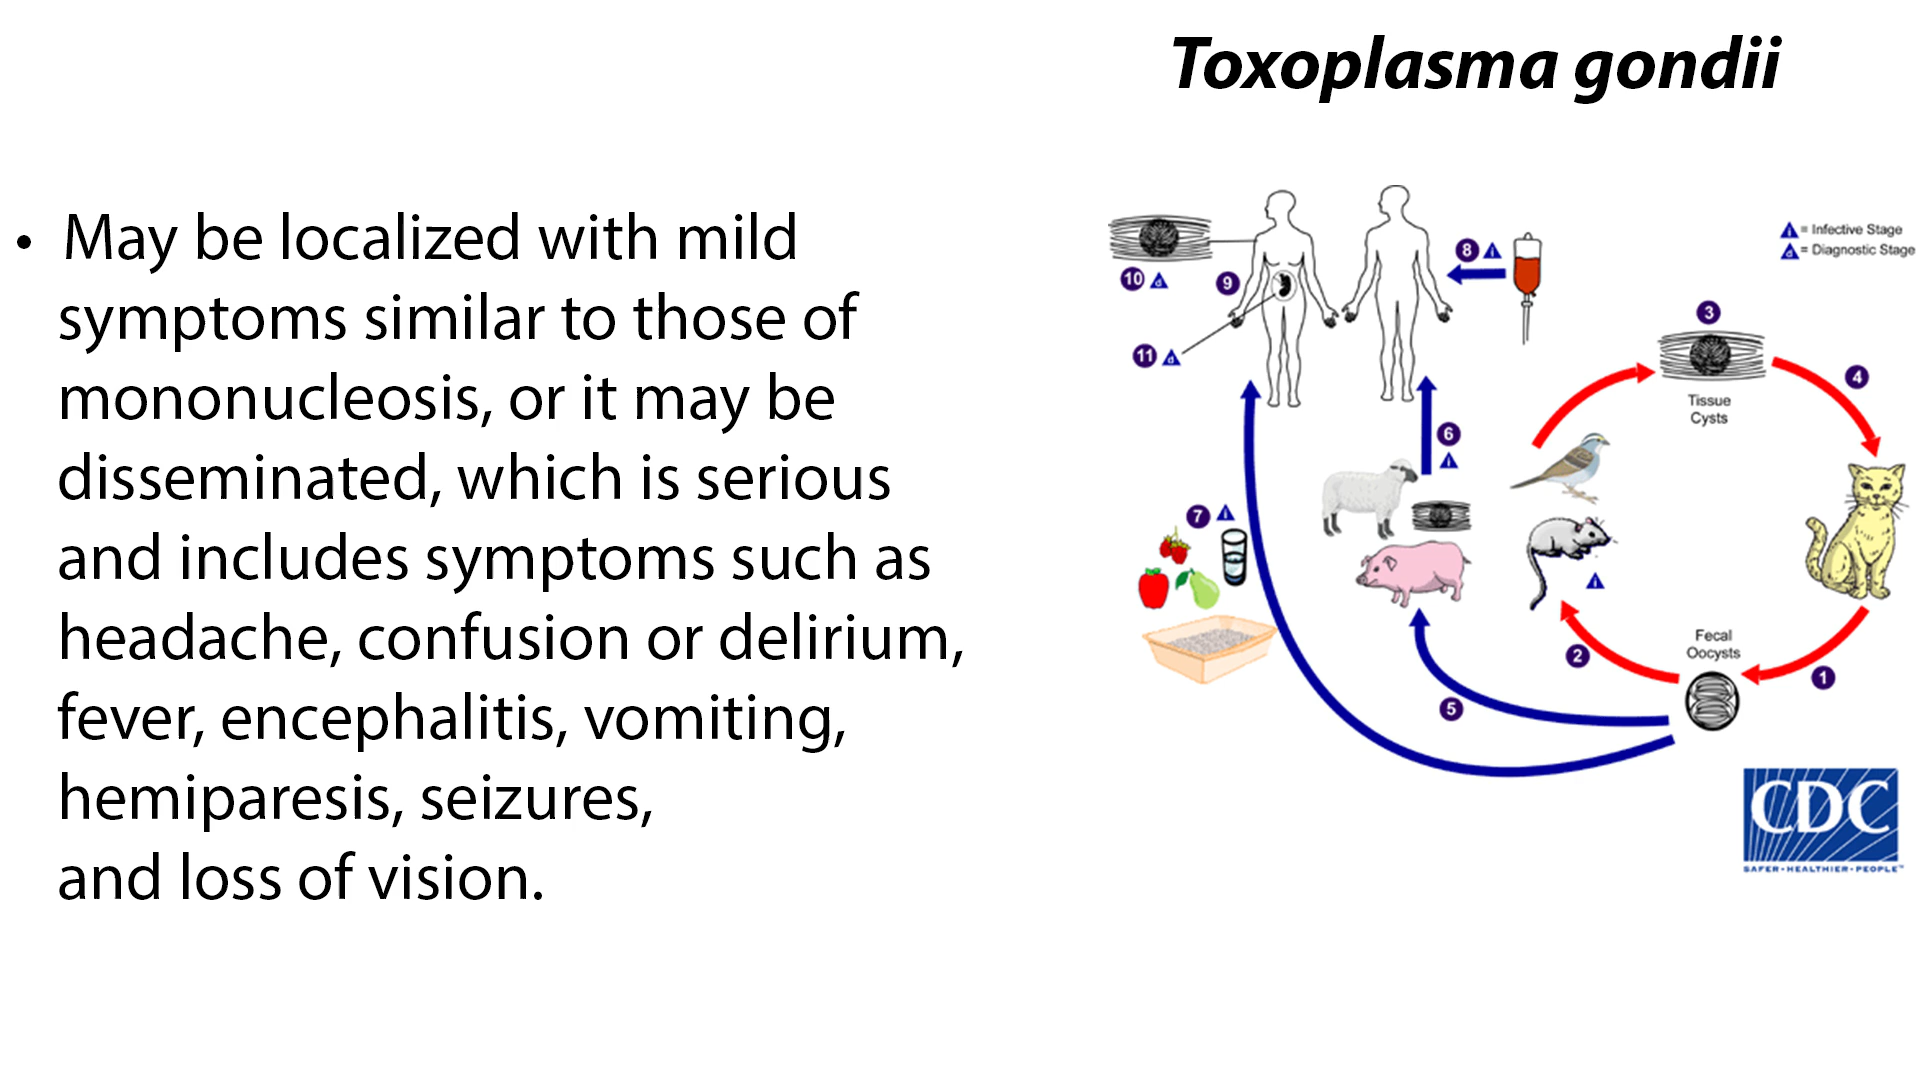 Toxoplasma gondii
• May be localized with mild
symptoms similar to those of
mononucleosis, or it may be
disseminated, which is serious
and includes symptoms such as
headache, confusion or delirium,
fever, encephalitis, vomiting,
hemiparesis, seizures,
and loss of vision.
i = Infective Stage
d = Diagnostic Stage
8 i
10 d
9
3
11 d
4
Tissue
Cysts
6
i
7 i
i
Fecal
Oocysts
2
1
5
CDC
SAFER·HEALTHIER·PEOPLE™